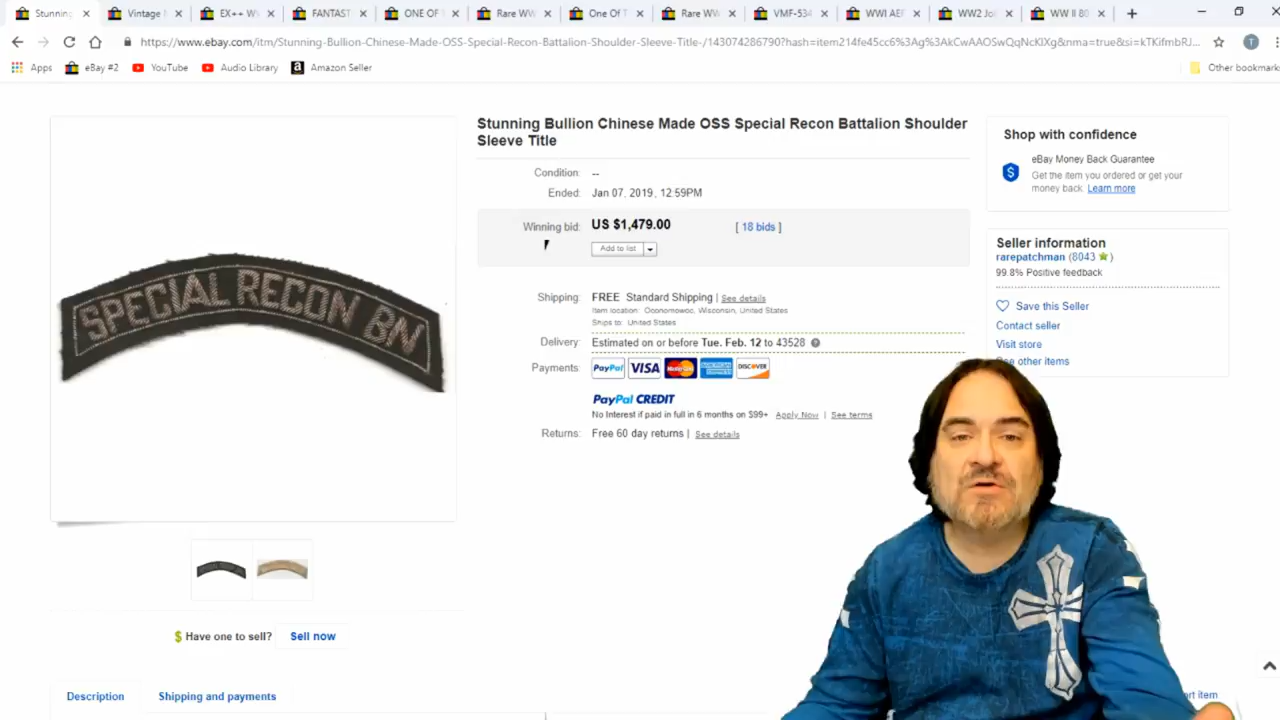 Stunning
Vintage
EX++ W
FANTAST
ONE OF
Rare WW
One Of T
Rare WW
VMF-534
WWI AEF
WW2 Joi
WW II 80
https://www.ebay.com/itm/Stunning-Bullion-Chinese-Made-OSS-Special-Recon-Battalion-Shoulder-Sleeve-Title-/143074286790?hash=item214fe45cc6%3Ag%3AkCwAAOSwQqNcKIXg&nma=true&si=kTKifmbRJ...
T
Apps
eBay #2
YouTube
Audio Library
Amazon Seller
Other bookmark
Stunning Bullion Chinese Made OSS Special Recon Battalion Shoulder
Sleeve Title
Condition: --
Ended: Jan 07, 2019 , 12:59PM
Winning bid: US $1,479.00 [ 18 bids ]
Add to list
Shipping: FREE Standard Shipping | See details
Item location: Oconomowoc, Wisconsin, United States
Ships to: United States
Delivery: Estimated on or before Tue. Feb. 12 to 43528
Payments: PayPal VISA MasterCard AMERICAN EXPRESS DISCOVER
PayPal CREDIT
No Interest if paid in full in 6 months on $99+ Apply Now | See terms
Returns: Free 60 day returns | See details
Shop with confidence
eBay Money Back Guarantee
Get the item you ordered or get your
money back. Learn more
Seller information
rarepatchman (8043 )
99.8% Positive feedback
Save this Seller
Contact seller
Visit store
See other items
SPECIAL RECON BN
$ Have one to sell? Sell now
Description
Shipping and payments
ort item